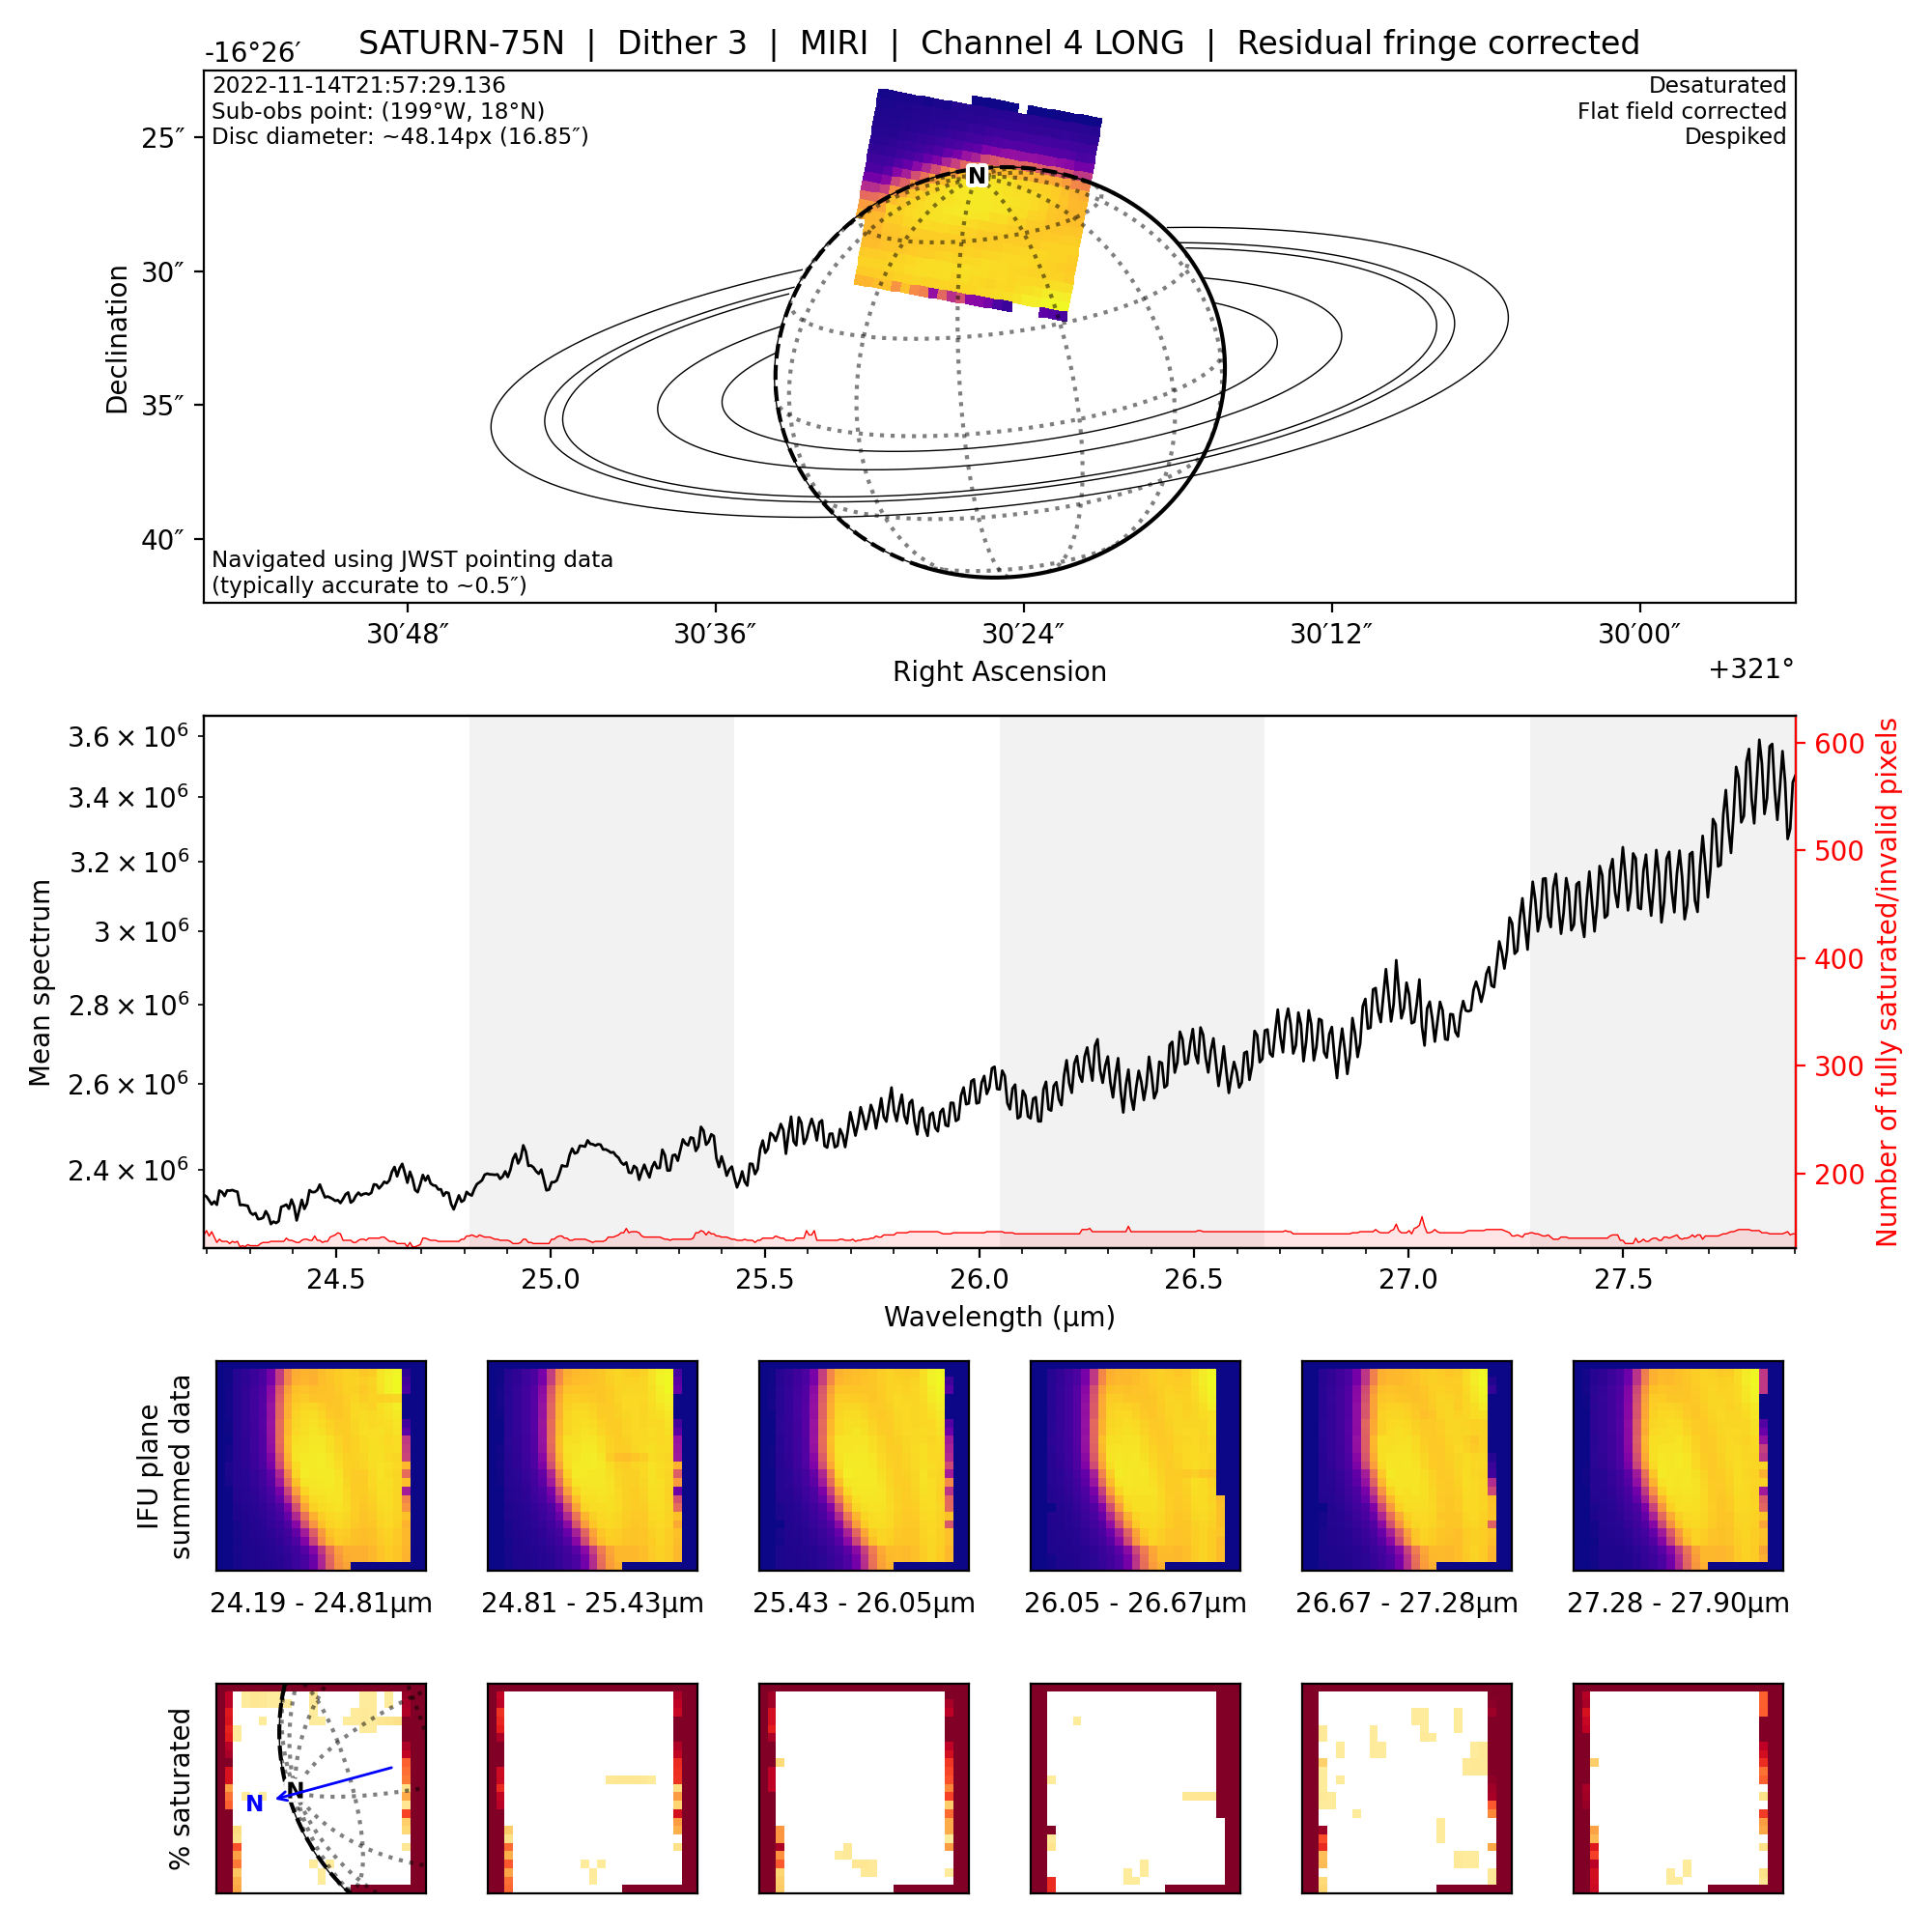 SATURN-75N | Dither 3 | MIRI | Channel 4 LONG | Residual fringe corrected
-16°26′
2022-11-14T21:57:29.136
Sub-obs point: (199°W, 18°N)
Disc diameter: ~48.14px (16.85″)
Desaturated
Flat field corrected
Despiked
25″
30″
35″
40″
Declination
N
Navigated using JWST pointing data
(typically accurate to ~0.5″)
30′48″ 30′36″ 30′24″ 30′12″ 30′00″
Right Ascension
+321°
3.6 × 10⁶
3.4 × 10⁶
3.2 × 10⁶
3 × 10⁶
2.8 × 10⁶
2.6 × 10⁶
2.4 × 10⁶
Mean spectrum
600
500
400
300
200
Number of fully saturated/invalid pixels
24.5 25.0 25.5 26.0 26.5 27.0 27.5
Wavelength (µm)
IFU plane
summed data
24.19 - 24.81µm 24.81 - 25.43µm 25.43 - 26.05µm 26.05 - 26.67µm 26.67 - 27.28µm 27.28 - 27.90µm
% saturated
N
N